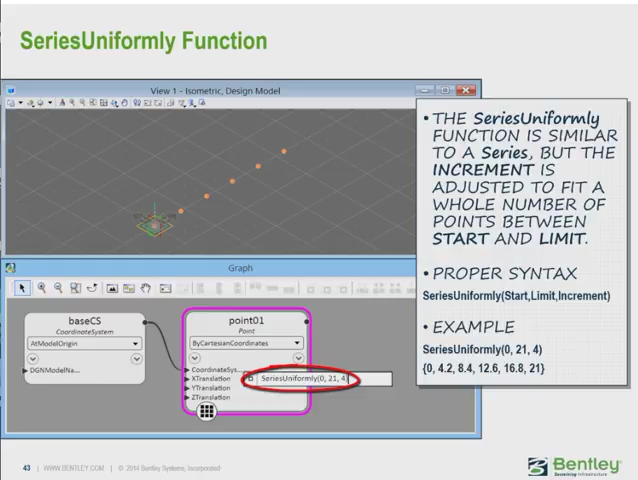 SeriesUniformly Function
View 1 - Isometric, Design Model
• THE SeriesUniformly
FUNCTION IS SIMILAR
TO A Series, BUT THE
INCREMENT IS
ADJUSTED TO FIT A
WHOLE NUMBER OF
POINTS BETWEEN
START AND LIMIT.
• PROPER SYNTAX
SeriesUniformly(Start,Limit,Increment)
• EXAMPLE
SeriesUniformly(0, 21, 4)
{0, 4.2, 8.4, 12.6, 16.8, 21}
Graph
baseCS
CoordinateSystem
AtModelOrigin
DGNModelNa...
point01
Point
ByCartesianCoordinates
CoordinateSys...
XTranslation
SeriesUniformly(0, 21, 4)
YTranslation
ZTranslation
43 | WWW.BENTLEY.COM | © 2014 Bentley Systems, Incorporated
Bentley
Sustaining Infrastructure